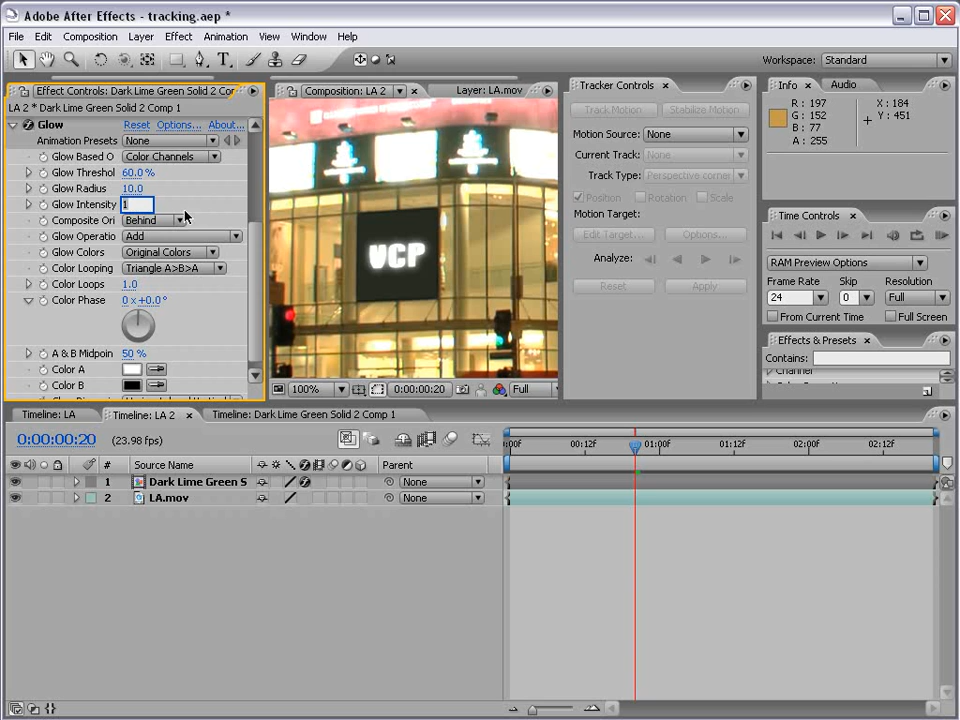 Adobe After Effects - tracking.aep *
File Edit Composition Layer Effect Animation View Window Help
Workspace: Standard
Effect Controls: Dark Lime Green Solid 2 Cor
LA 2 * Dark Lime Green Solid 2 Comp 1
Glow Reset Options... About...
Animation Presets None
Glow Based O Color Channels
Glow Threshol 60.0 %
Glow Radius 10.0
Glow Intensity 1
Composite Ori Behind
Glow Operatio Add
Glow Colors Original Colors
Color Looping Triangle A>B>A
Color Loops 1.0
Color Phase 0 x +0.0 °
A & B Midpoin 50 %
Color A
Color B
Composition: LA 2 Layer: LA.mov
VCP
100% 0:00:00:20 Full
Tracker Controls
Track Motion Stabilize Motion
Motion Source: None
Current Track: None
Track Type: Perspective corner
Position Rotation Scale
Motion Target:
Edit Target... Options...
Analyze:
Reset Apply
Info Audio
R : 197 X : 184
G : 152 Y : 451
B : 77
A : 255
Time Controls
RAM Preview Options
Frame Rate Skip Resolution
24 0 Full
From Current Time Full Screen
Effects & Presets
Contains:
Channel
Timeline: LA Timeline: LA 2 Timeline: Dark Lime Green Solid 2 Comp 1
0:00:00:20 (23.98 fps)
:00F 00:12F 01:00F 01:12F 02:00F 02:12F
# Source Name Parent
1 Dark Lime Green S None
2 LA.mov None